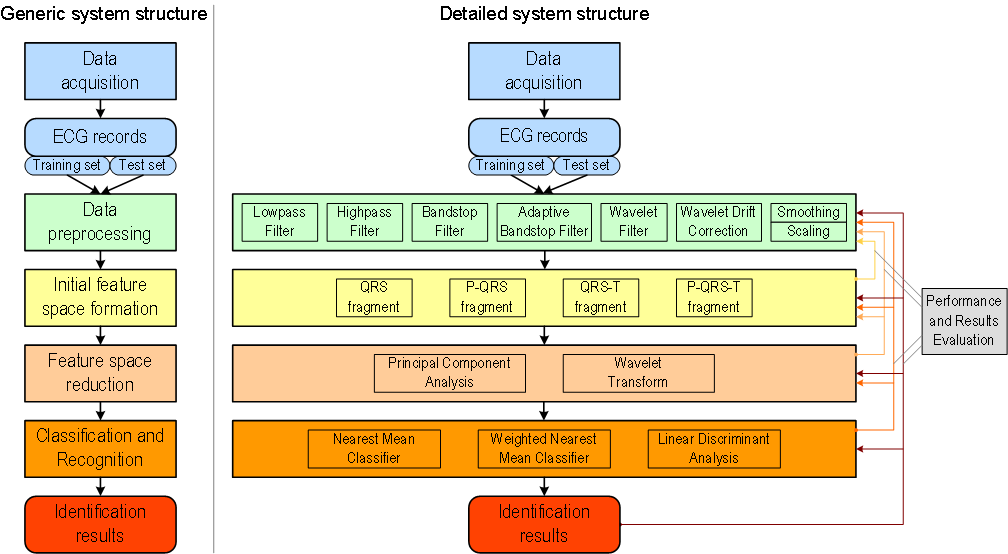 Generic system structure
Data
acquisition
ECG records
Training set
Test set
Data
preprocessing
Initial feature
space formation
Feature space
reduction
Classification and
Recognition
Identification
results
Detailed system structure
Data
acquisition
ECG records
Training set
Test set
Lowpass
Filter
Highpass
Filter
Bandstop
Filter
Adaptive
Bandstop Filter
Wavelet
Filter
Wavelet Drift
Correction
Smoothing
Scaling
QRS
fragment
P-QRS
fragment
QRS-T
fragment
P-QRS-T
fragment
Principal Component
Analysis
Wavelet
Transform
Nearest Mean
Classifier
Weighted Nearest
Mean Classifier
Linear Discriminant
Analysis
Identification
results
Performance
and Results
Evaluation